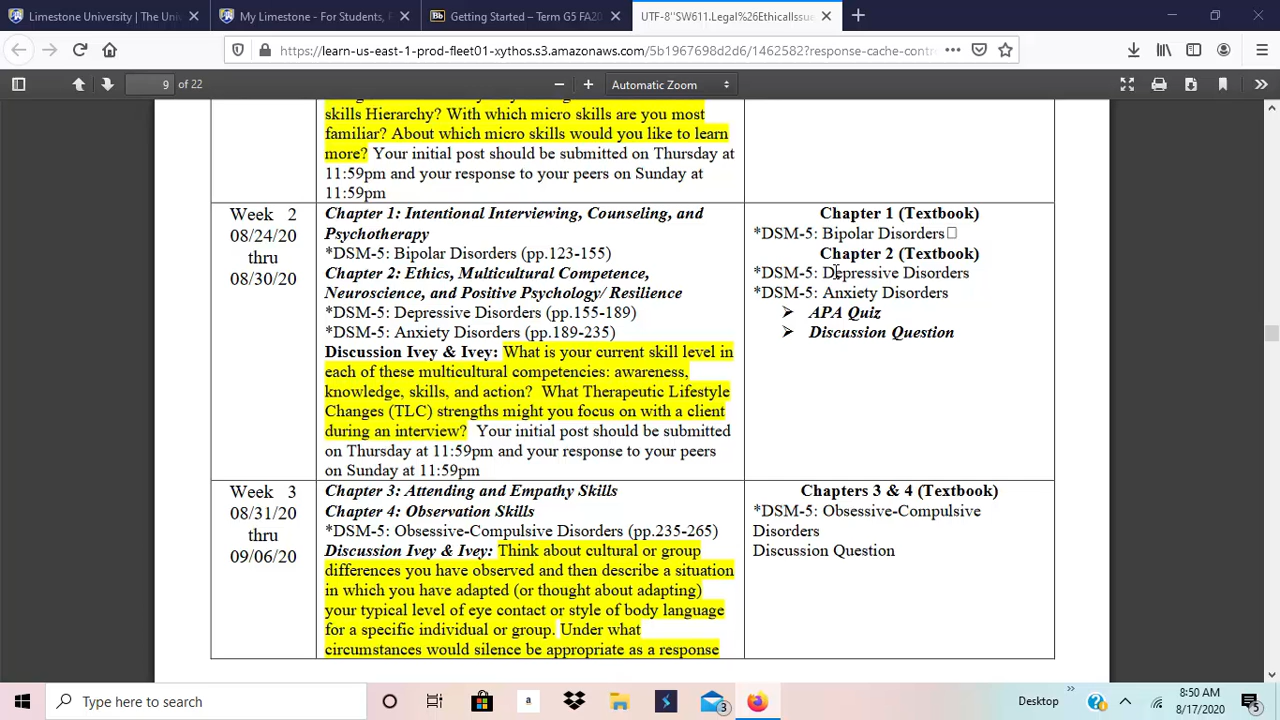 Limestone University | The Uni
My Limestone - For Students, F
Bb Getting Started – Term G5 FA20
UTF-8''SW611.Legal%26EthicalIssue
https://learn-us-east-1-prod-fleet01-xythos.s3.amazonaws.com/5b1967698d2d6/1462582?response-cache-contr
9 of 22
Automatic Zoom
skills Hierarchy? With which micro skills are you most
familiar? About which micro skills would you like to learn
more? Your initial post should be submitted on Thursday at
11:59pm and your response to your peers on Sunday at
11:59pm
Week 2
08/24/20
thru
08/30/20
Chapter 1: Intentional Interviewing, Counseling, and
Psychotherapy
*DSM-5: Bipolar Disorders (pp.123-155)
Chapter 2: Ethics, Multicultural Competence,
Neuroscience, and Positive Psychology/ Resilience
*DSM-5: Depressive Disorders (pp.155-189)
*DSM-5: Anxiety Disorders (pp.189-235)
Discussion Ivey & Ivey: What is your current skill level in
each of these multicultural competencies: awareness,
knowledge, skills, and action? What Therapeutic Lifestyle
Changes (TLC) strengths might you focus on with a client
during an interview? Your initial post should be submitted
on Thursday at 11:59pm and your response to your peers
on Sunday at 11:59pm
Chapter 1 (Textbook)
*DSM-5: Bipolar Disorders
Chapter 2 (Textbook)
*DSM-5: Depressive Disorders
*DSM-5: Anxiety Disorders
➢ APA Quiz
➢ Discussion Question
Week 3
08/31/20
thru
09/06/20
Chapter 3: Attending and Empathy Skills
Chapter 4: Observation Skills
*DSM-5: Obsessive-Compulsive Disorders (pp.235-265)
Discussion Ivey & Ivey: Think about cultural or group
differences you have observed and then describe a situation
in which you have adapted (or thought about adapting)
your typical level of eye contact or style of body language
for a specific individual or group. Under what
circumstances would silence be appropriate as a response
Chapters 3 & 4 (Textbook)
*DSM-5: Obsessive-Compulsive
Disorders
Discussion Question
Type here to search
a
3
Desktop
8:50 AM
8/17/2020
5